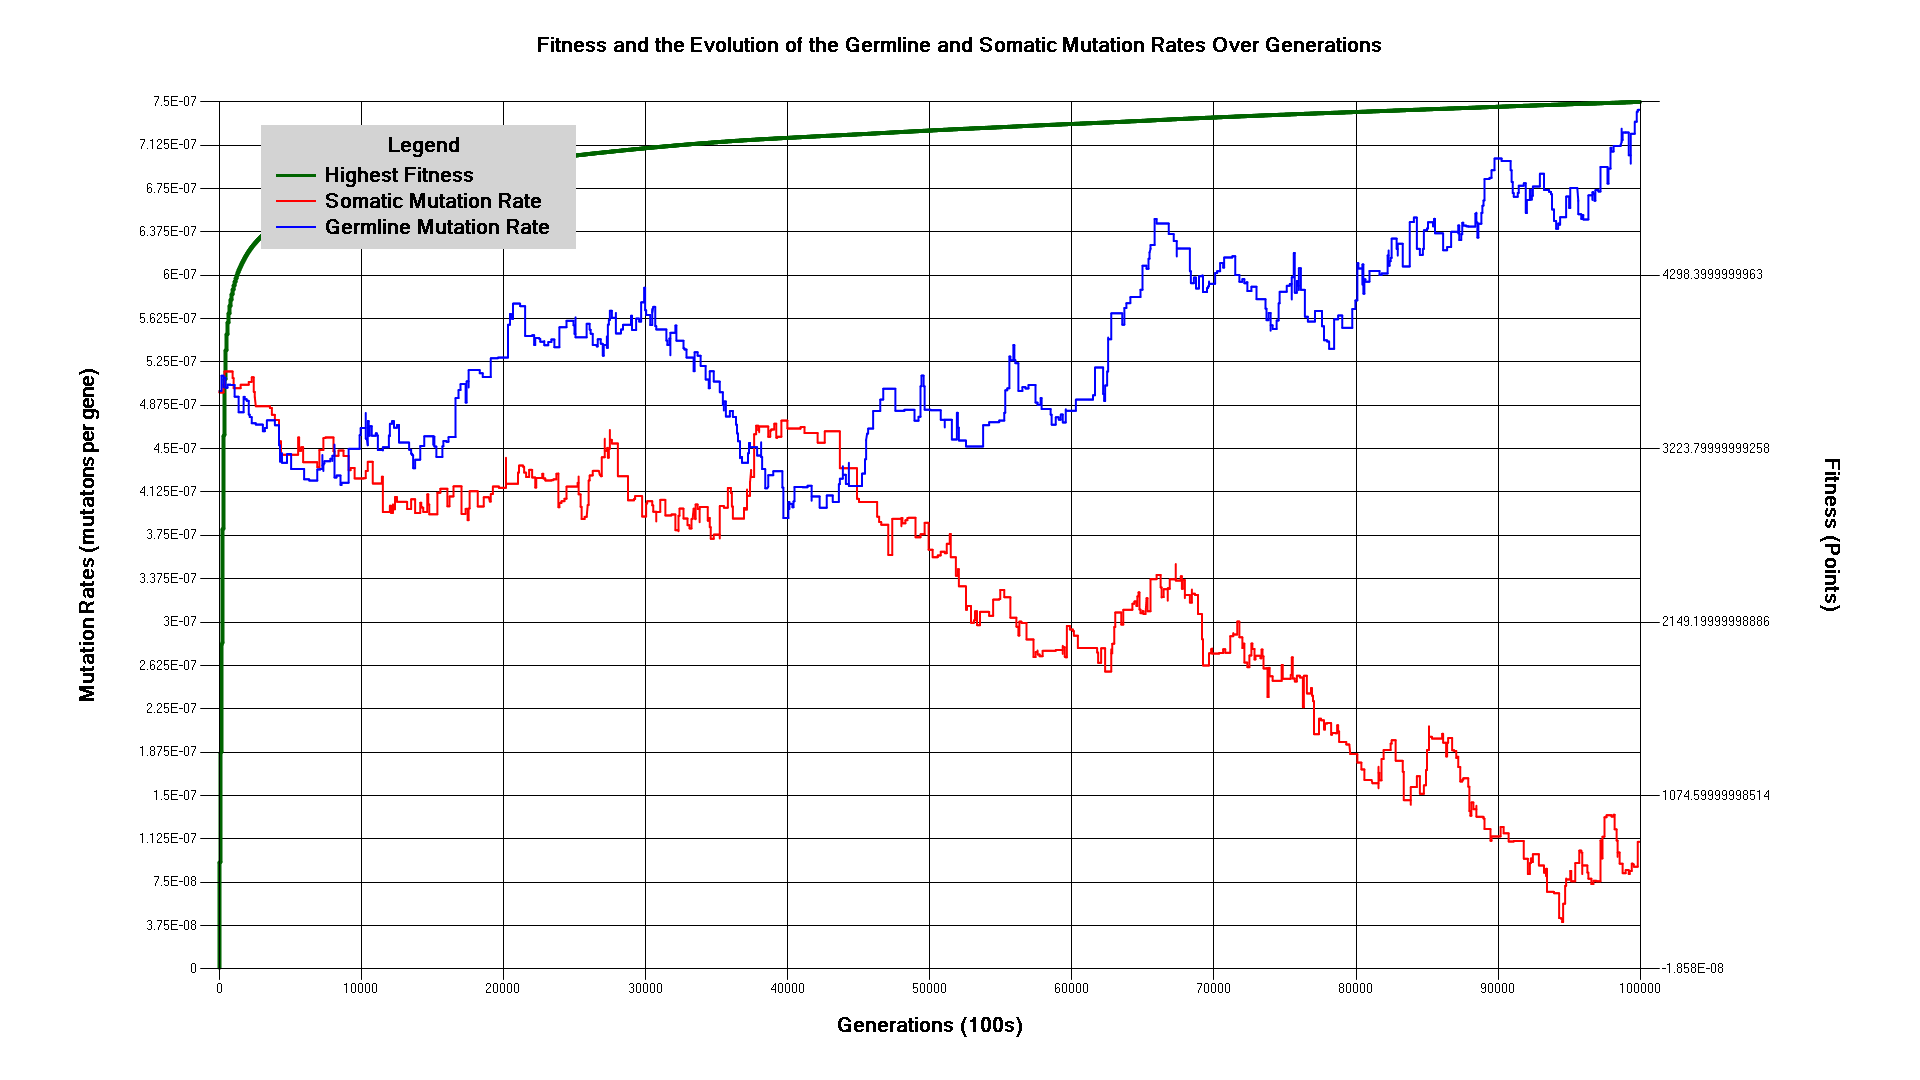 Fitness and the Evolution of the Germline and Somatic Mutation Rates Over Generations
Legend
Highest Fitness
Somatic Mutation Rate
Germline Mutation Rate
Mutation Rates (mutatons per gene)
7.5E-07
7.125E-07
6.75E-07
6.375E-07
6E-07
5.625E-07
5.25E-07
4.875E-07
4.5E-07
4.125E-07
3.75E-07
3.375E-07
3E-07
2.625E-07
2.25E-07
1.875E-07
1.5E-07
1.125E-07
7.5E-08
3.75E-08
0
4298.3999999963
3223.79999999258
2149.19999998886
1074.59999998514
-1.858E-08
Fitness (Points)
0 10000 20000 30000 40000 50000 60000 70000 80000 90000 100000
Generations (100s)